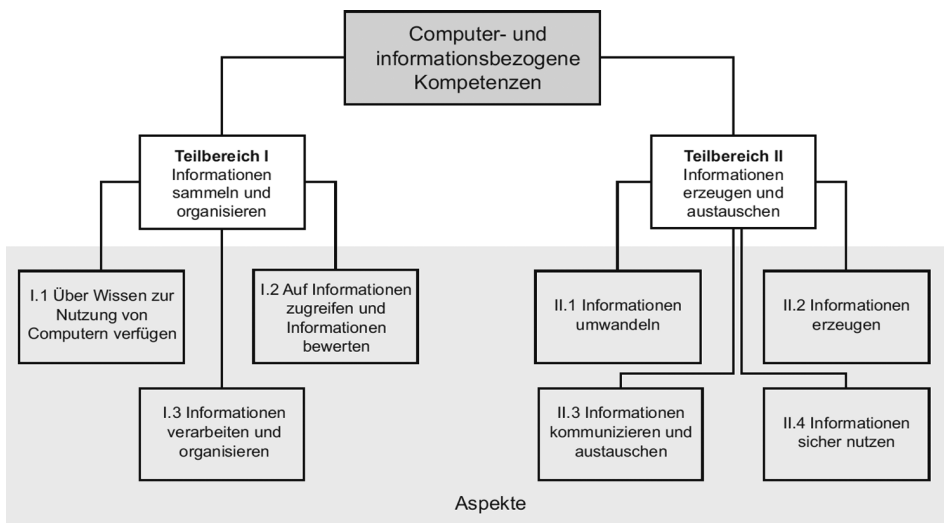 Computer- und
informationsbezogene
Kompetenzen
Teilbereich I
Informationen
sammeln und
organisieren
Teilbereich II
Informationen
erzeugen und
austauschen
I.1 Über Wissen zur
Nutzung von
Computern verfügen
I.2 Auf Informationen
zugreifen und
Informationen
bewerten
I.3 Informationen
verarbeiten und
organisieren
II.1 Informationen
umwandeln
II.2 Informationen
erzeugen
II.3 Informationen
kommunizieren und
austauschen
II.4 Informationen
sicher nutzen
Aspekte